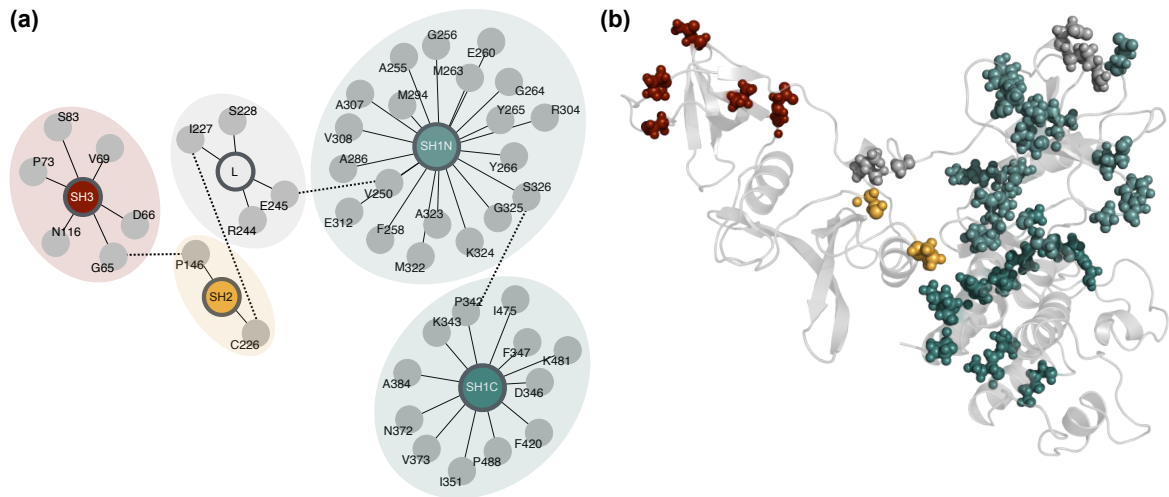 (a)
(b)
G256
E260
A255
M263
G264
A307
M294
Y265
R304
V308
SH1N
A286
Y266
V250
S326
E312
A323
G325
F258
K324
M322
S83
P73
V69
SH3
D66
N116
G65
S228
I227
L
E245
R244
P146
SH2
C226
P342
I475
K343
F347
K481
A384
SH1C
D346
N372
F420
V373
P488
I351